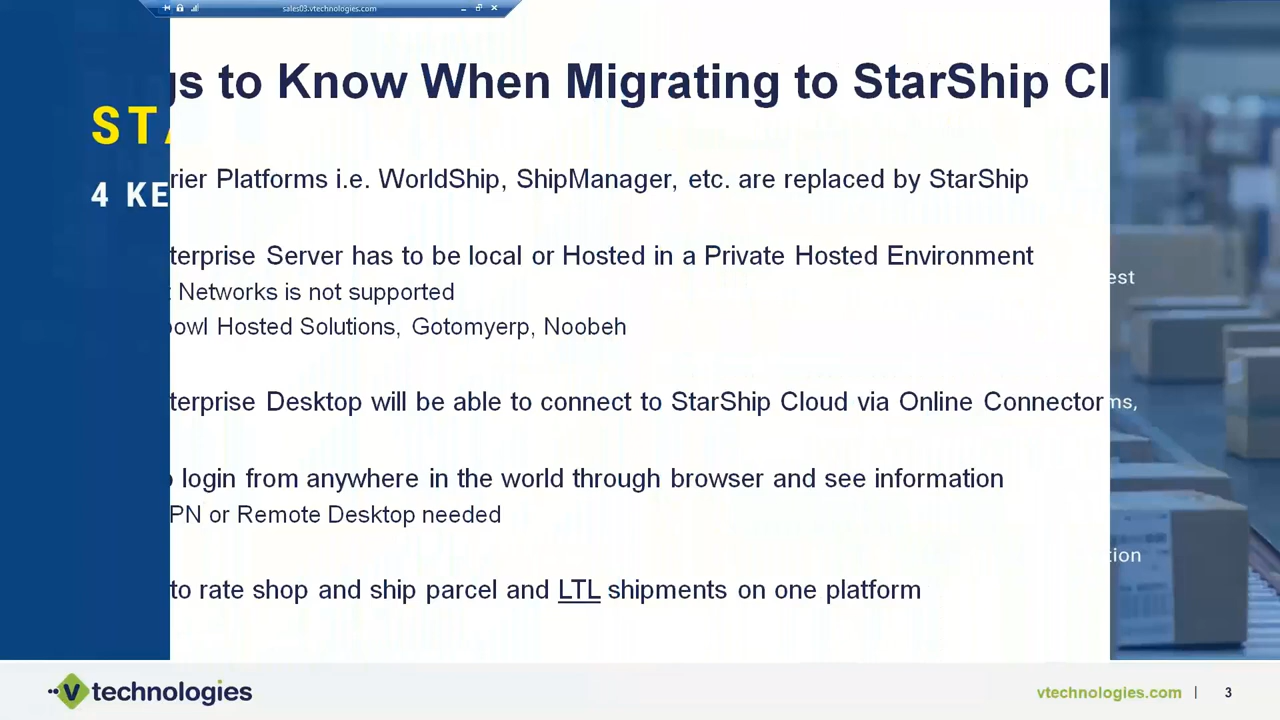 sales03.vtechnologies.com
gs to Know When Migrating to StarShip Cl
STA
4 KE
rier Platforms i.e. WorldShip, ShipManager, etc. are replaced by StarShip
terprise Server has to be local or Hosted in a Private Hosted Environment
est
t Networks is not supported
owl Hosted Solutions, Gotomyerp, Noobeh
terprise Desktop will be able to connect to StarShip Cloud via Online Connector
ms,
o login from anywhere in the world through browser and see information
PN or Remote Desktop needed
tion
to rate shop and ship parcel and LTL shipments on one platform
V technologies
vtechnologies.com | 3